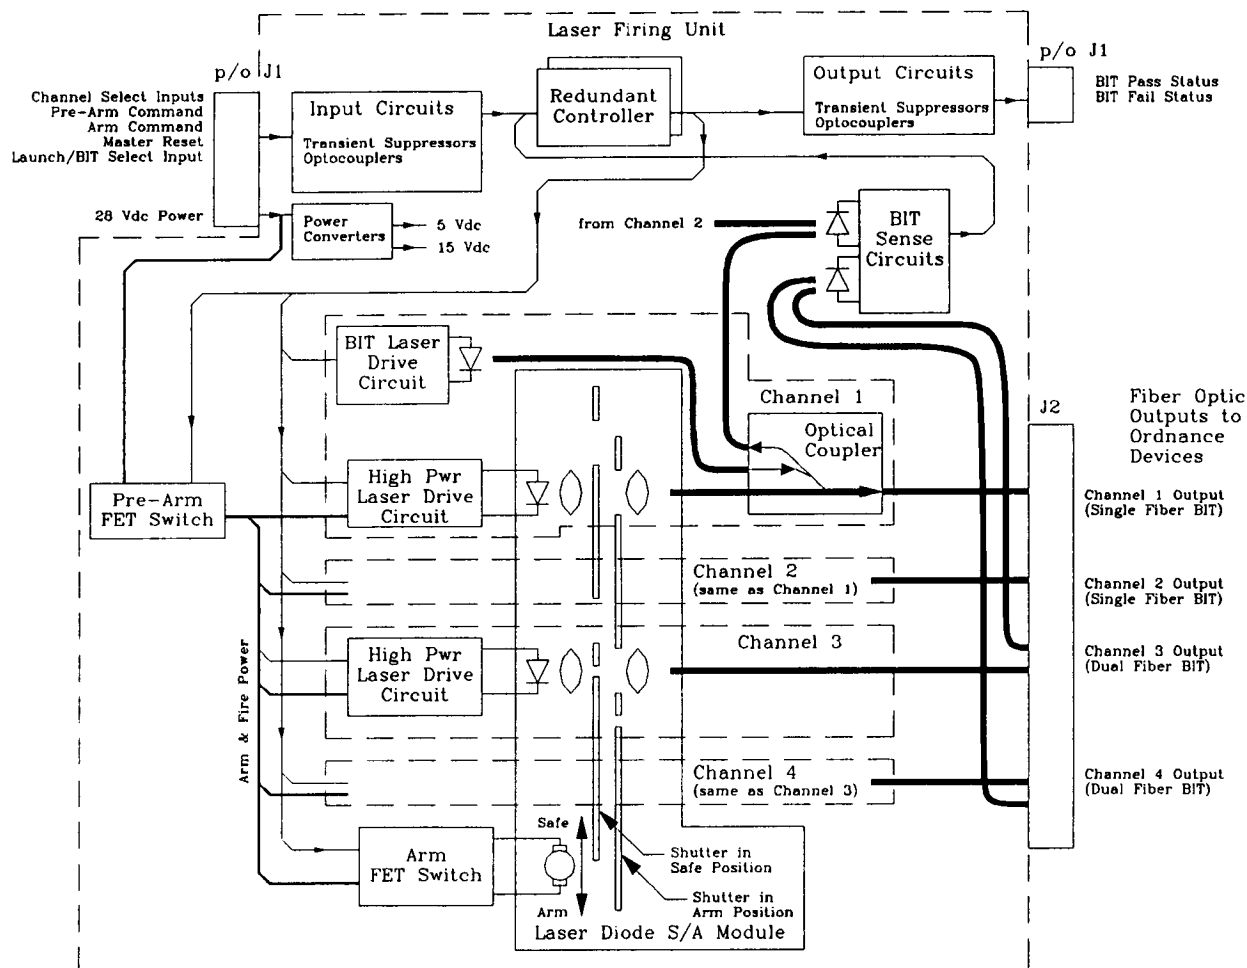 Laser Firing Unit
p/o J1
Channel Select Inputs
Pre-Arm Command
Arm Command
Master Reset
Launch/BIT Select Input
28 Vdc Power
Input Circuits
Transient Suppressors
Optocouplers
Redundant
Controller
Output Circuits
Transient Suppressors
Optocouplers
p/o J1
BIT Pass Status
BIT Fail Status
Power
Converters
5 Vdc
15 Vdc
from Channel 2
BIT
Sense
Circuits
BIT Laser
Drive
Circuit
Channel 1
Optical
Coupler
J2
Fiber Optic
Outputs to
Ordnance
Devices
Pre-Arm
FET Switch
High Pwr
Laser Drive
Circuit
Channel 1 Output
(Single Fiber BIT)
Channel 2
(same as Channel 1)
Channel 2 Output
(Single Fiber BIT)
High Pwr
Laser Drive
Circuit
Channel 3
Channel 3 Output
(Dual Fiber BIT)
Arm & Fire Power
Channel 4
(same as Channel 3)
Channel 4 Output
(Dual Fiber BIT)
Arm
FET Switch
Safe
Arm
Shutter in
Safe Position
Shutter in
Arm Position
Laser Diode S/A Module